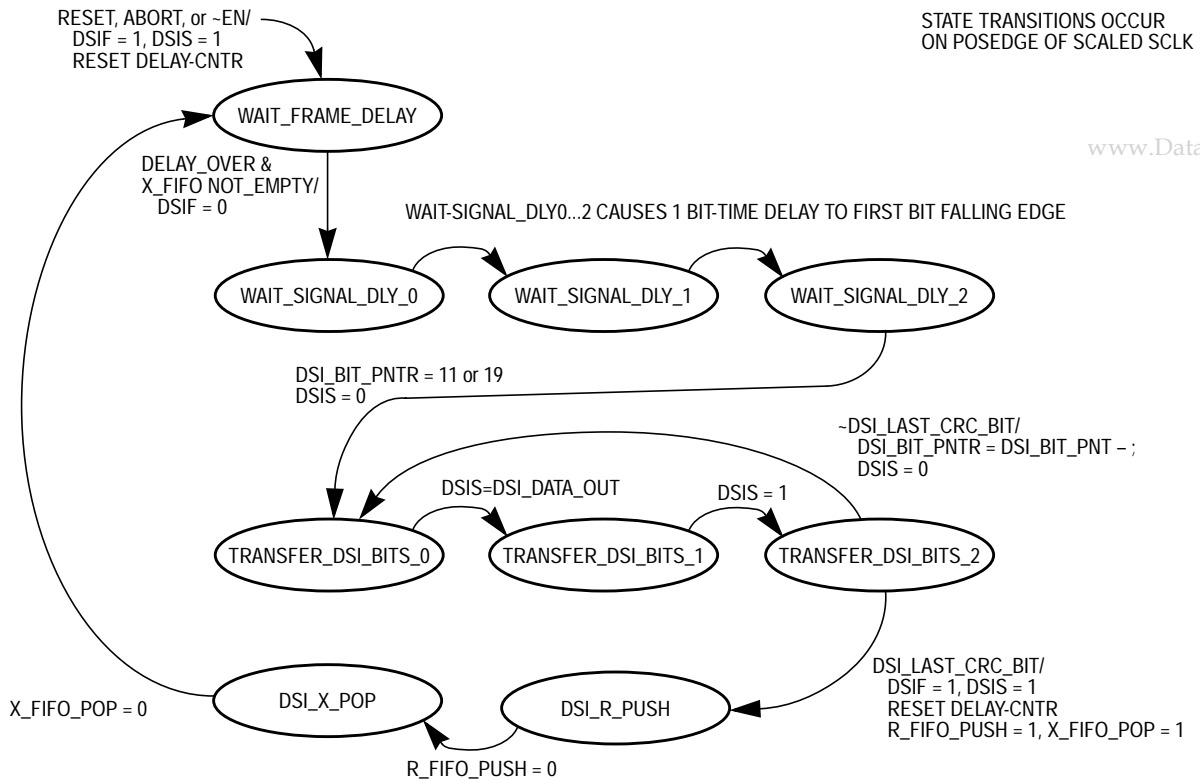 RESET, ABORT, or ~EN/
DSIF = 1, DSIS = 1
RESET DELAY-CNTR
STATE TRANSITIONS OCCUR
ON POSEDGE OF SCALED SCLK
WAIT_FRAME_DELAY
www.Data
DELAY_OVER &
X_FIFO NOT_EMPTY/
DSIF = 0
WAIT-SIGNAL_DLY0...2 CAUSES 1 BIT-TIME DELAY TO FIRST BIT FALLING EDGE
WAIT_SIGNAL_DLY_0
WAIT_SIGNAL_DLY_1
WAIT_SIGNAL_DLY_2
DSI_BIT_PNTR = 11 or 19
DSIS = 0
~DSI_LAST_CRC_BIT/
DSI_BIT_PNTR = DSI_BIT_PNT – ;
DSIS = 0
DSIS=DSI_DATA_OUT
DSIS = 1
TRANSFER_DSI_BITS_0
TRANSFER_DSI_BITS_1
TRANSFER_DSI_BITS_2
DSI_LAST_CRC_BIT/
DSIF = 1, DSIS = 1
RESET DELAY-CNTR
R_FIFO_PUSH = 1, X_FIFO_POP = 1
DSI_X_POP
DSI_R_PUSH
X_FIFO_POP = 0
R_FIFO_PUSH = 0